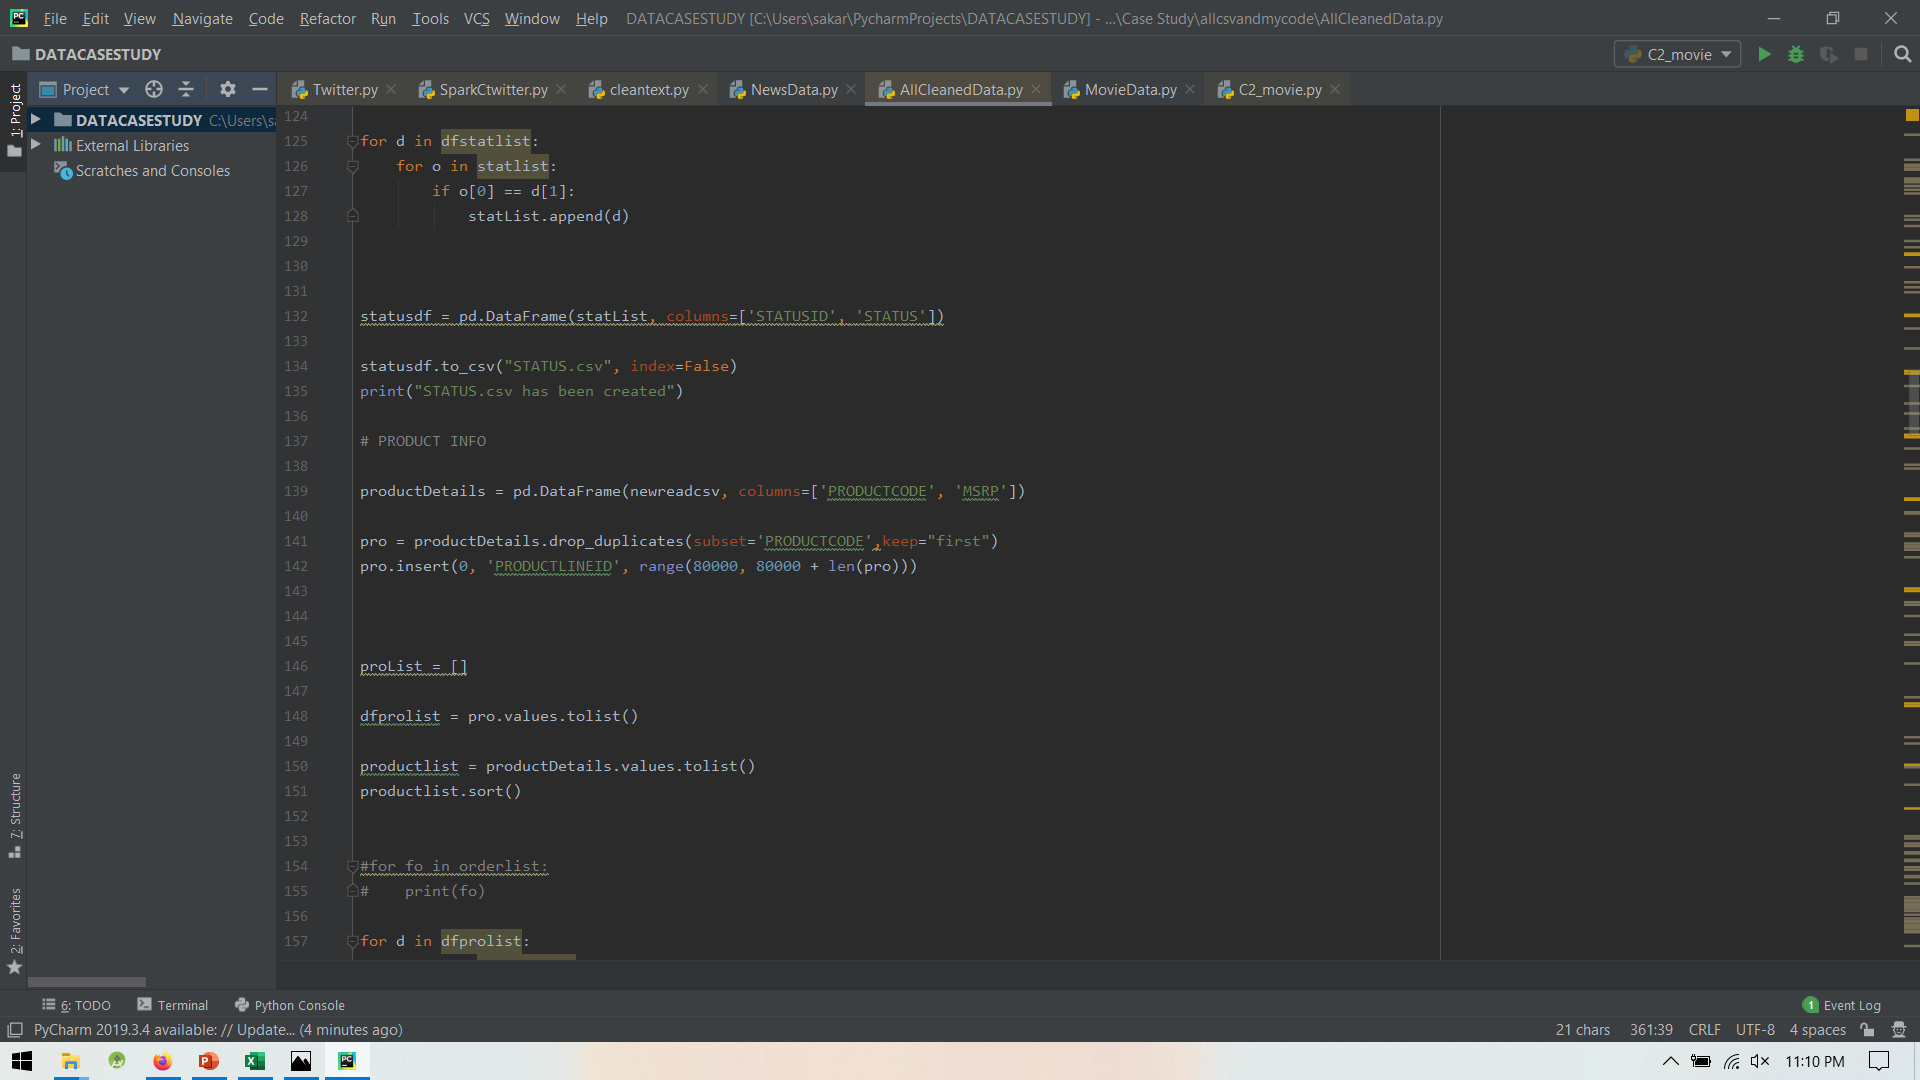 File Edit View Navigate Code Refactor Run Tools VCS Window Help DATACASESTUDY [C:\Users\sakar\PycharmProjects\DATACASESTUDY] - ...\Case Study\allcsvandmycode\AllCleanedData.py
DATACASESTUDY
C2_movie
1: Project
Project
Twitter.py SparkCtwitter.py cleantext.py NewsData.py AllCleanedData.py MovieData.py C2_movie.py
DATACASESTUDY C:\Users\sa
External Libraries
Scratches and Consoles
124
125 for d in dfstatlist:
126 for o in statlist:
127 if o[0] == d[1]:
128 statList.append(d)
129
130
131
132 statusdf = pd.DataFrame(statList, columns=['STATUSID', 'STATUS'])
133
134 statusdf.to_csv("STATUS.csv", index=False)
135 print("STATUS.csv has been created")
136
137 # PRODUCT INFO
138
139 productDetails = pd.DataFrame(newreadcsv, columns=['PRODUCTCODE', 'MSRP'])
140
141 pro = productDetails.drop_duplicates(subset='PRODUCTCODE',keep="first")
142 pro.insert(0, 'PRODUCTLINEID', range(80000, 80000 + len(pro)))
143
144
145
146 proList = []
147
148 dfprolist = pro.values.tolist()
149
150 productlist = productDetails.values.tolist()
151 productlist.sort()
152
153
154 #for fo in orderlist:
155 # print(fo)
156
157 for d in dfprolist:
7: Structure
2: Favorites
6: TODO Terminal Python Console
1 Event Log
PyCharm 2019.3.4 available: // Update... (4 minutes ago)
21 chars 361:39 CRLF UTF-8 4 spaces
11:10 PM